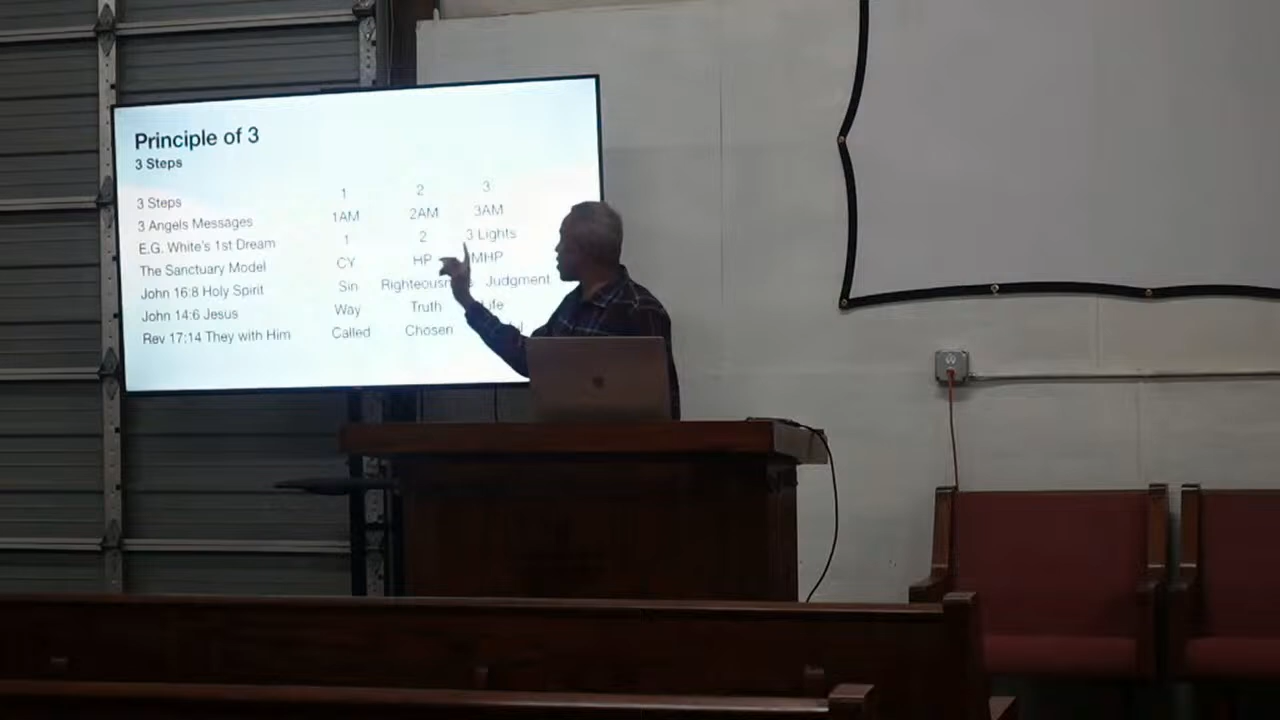 Principle of 3
3 Steps
3 Steps 1 2 3
3 Angels Messages 1AM 2AM 3AM
E.G. White's 1st Dream 1 2 3 Lights
The Sanctuary Model CY HP MHP
John 16:8 Holy Spirit Sin Judgment
John 14:6 Jesus Way Truth Life
Rev 17:14 They with Him Called Chosen